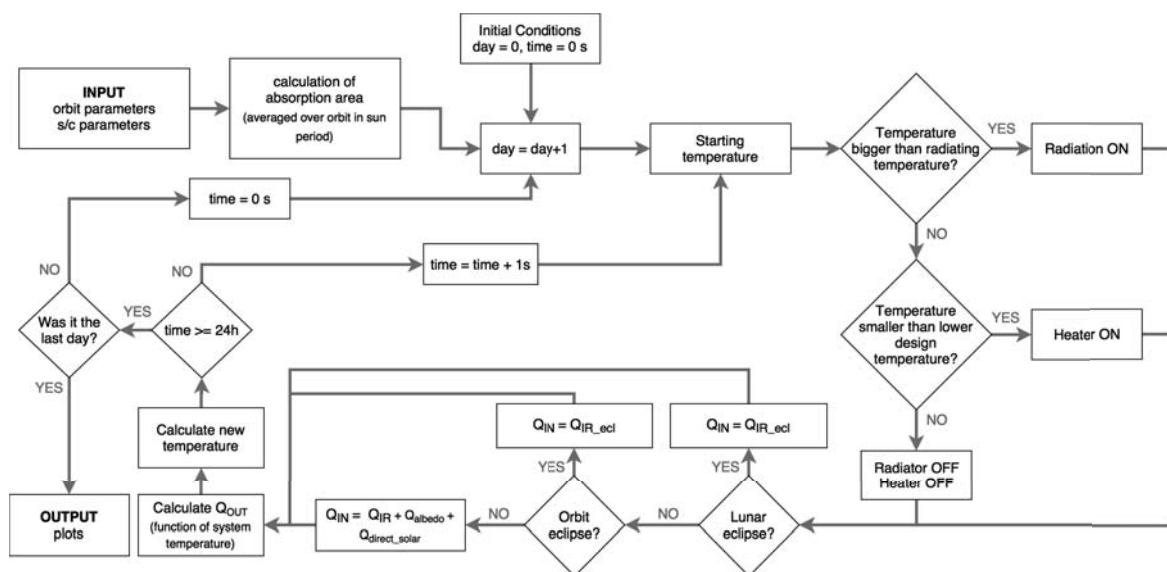 Initial Conditions
day = 0, time = 0 s
INPUT
orbit parameters
s/c parameters
calculation of
absorption area
(averaged over orbit in sun
period)
day = day+1
Starting
temperature
Temperature
bigger than radiating
temperature?
YES
Radiation ON
NO
time = 0 s
time = time + 1s
NO
NO
Was it the
last day?
YES
time >= 24h
YES
Temperature
smaller than lower
design
temperature?
YES
Heater ON
NO
Radiator OFF
Heater OFF
Calculate new
temperature
QIN = QIR_ecl
QIN = QIR_ecl
YES
YES
OUTPUT
plots
Calculate QOUT
(function of system
temperature)
QIN = QIR + Qalbedo +
Qdirect_solar
NO
Orbit
eclipse?
NO
Lunar
eclipse?